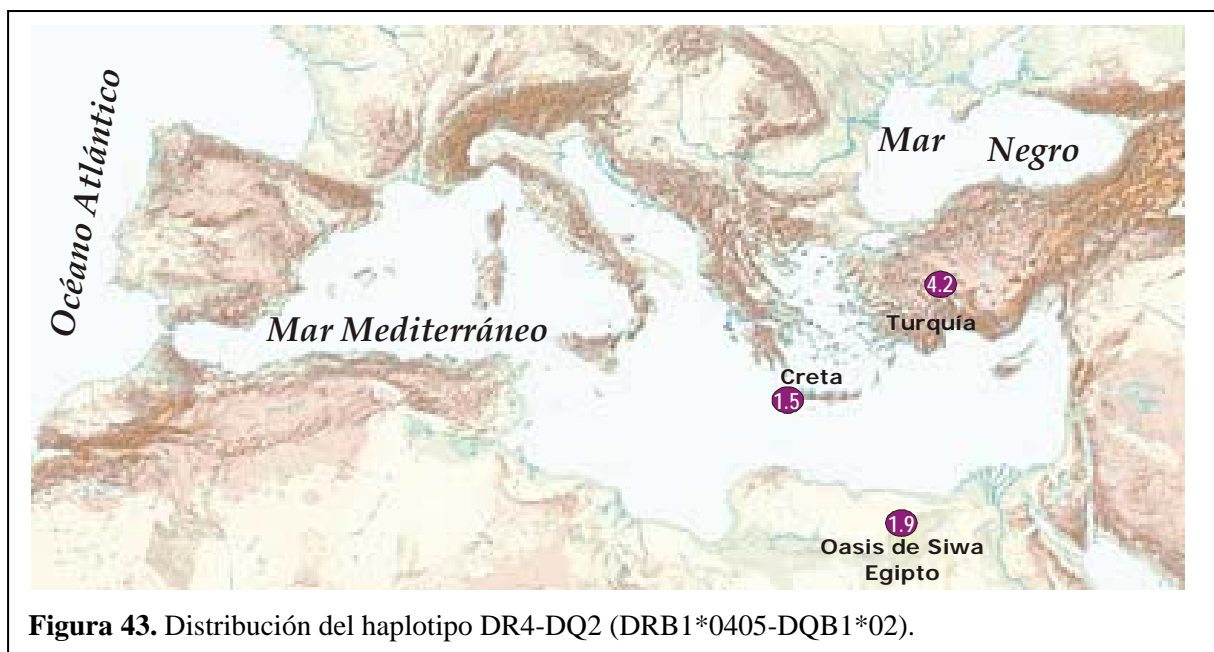 Océano Atlántico
Mar Negro
4.2
Turquía
Mar Mediterráneo
Creta
1.5
1.9
Oasis de Siwa
Egipto
Figura 43. Distribución del haplotipo DR4-DQ2 (DRB1*0405-DQB1*02).